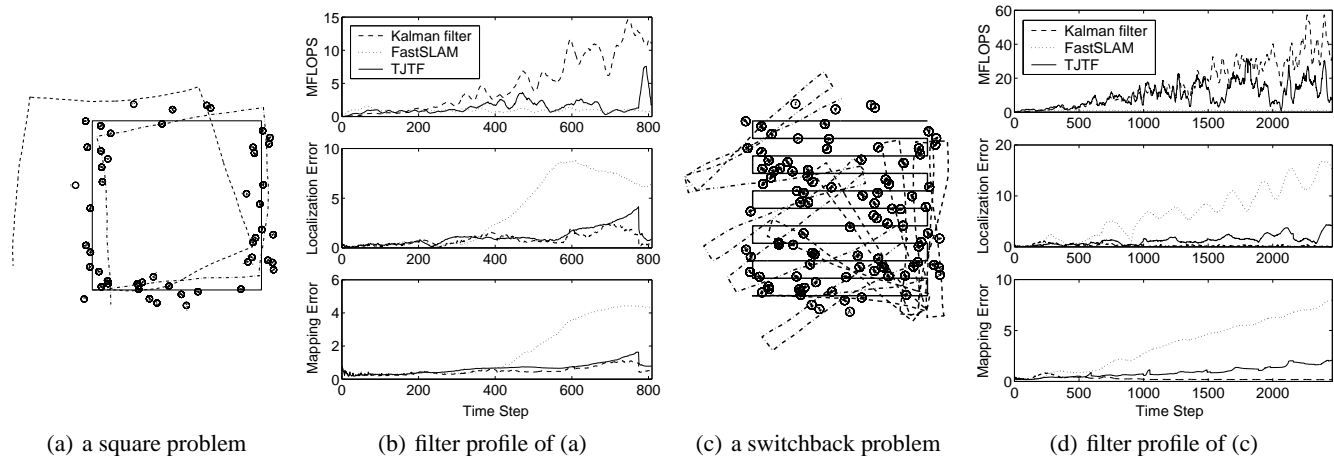 15
10
5
0
MFLOPS
Kalman filter
FastSLAM
TJTF
0 200 400 600 800
10
5
0
Localization Error
0 200 400 600 800
6
4
2
0
Mapping Error
0 200 400 600 800
Time Step
60
40
20
0
MFLOPS
Kalman filter
FastSLAM
TJTF
0 500 1000 1500 2000
20
10
0
Localization Error
0 500 1000 1500 2000
10
5
0
Mapping Error
0 500 1000 1500 2000
Time Step
(a) a square problem
(b) filter profile of (a)
(c) a switchback problem
(d) filter profile of (c)